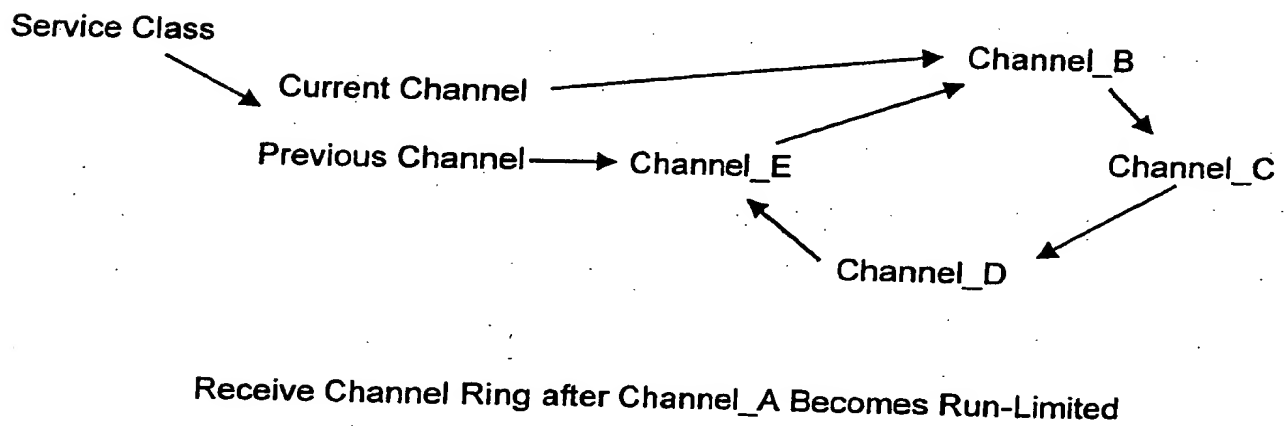 Service Class
Channel_B
Current Channel
Previous Channel
Channel_E
Channel_C
Channel_D
Receive Channel Ring after Channel_A Becomes Run-Limited